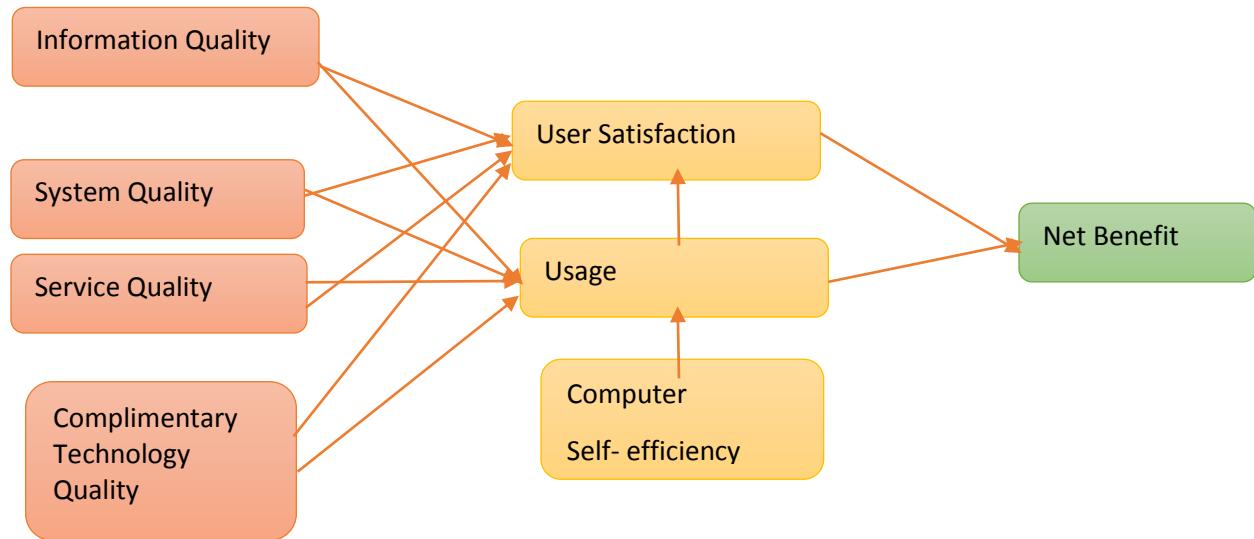 Information Quality
System Quality
Service Quality
Complimentary
Technology
Quality
User Satisfaction
Usage
Computer
Self- efficiency
Net Benefit